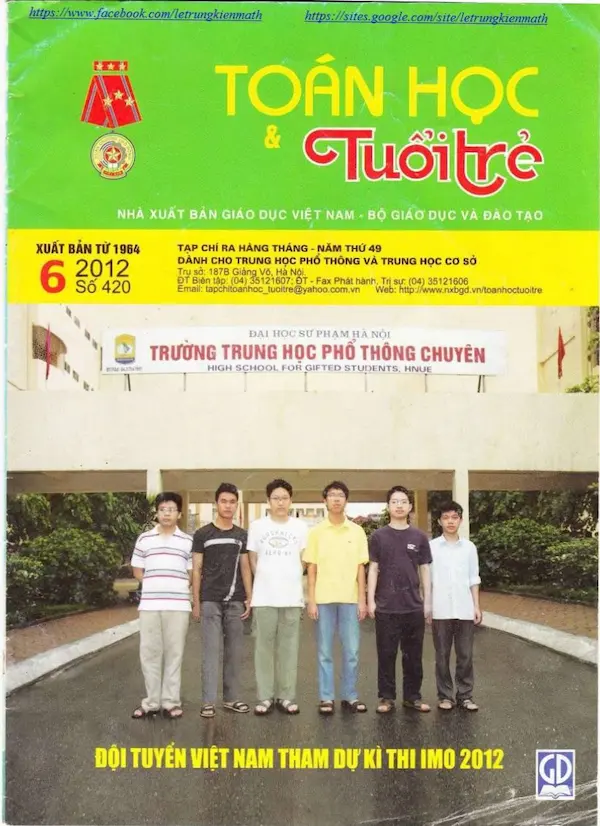 https://www.facebook.com/letrungkienmath https://sites.google.com/site/letrungkienmath
TOÁN HỌC
& Tuổi trẻ
NHÀ XUẤT BẢN GIÁO DỤC VIỆT NAM - BỘ GIÁO DỤC VÀ ĐÀO TẠO
XUẤT BẢN TỪ 1964
6 2012
Số 420
TẠP CHÍ RA HÀNG THÁNG - NĂM THỨ 49
DÀNH CHO TRUNG HỌC PHỔ THÔNG VÀ TRUNG HỌC CƠ SỞ
Trụ sở: 187B Giảng Võ, Hà Nội.
ĐT Biên tập: (04) 35121607; ĐT - Fax Phát hành, Trị sự: (04) 35121606
Email: tapchitoanhoc_tuoitre@yahoo.com.vn Web: http://www.nxbgd.vn/toanhoctuoitre
ĐẠI HỌC SƯ PHẠM HÀ NỘI
TRƯỜNG TRUNG HỌC PHỔ THÔNG CHUYÊN
HIGH SCHOOL FOR GIFTED STUDENTS, HNUE
ĐỘI TUYỂN VIỆT NAM THAM DỰ KÌ THI IMO 2012
GD